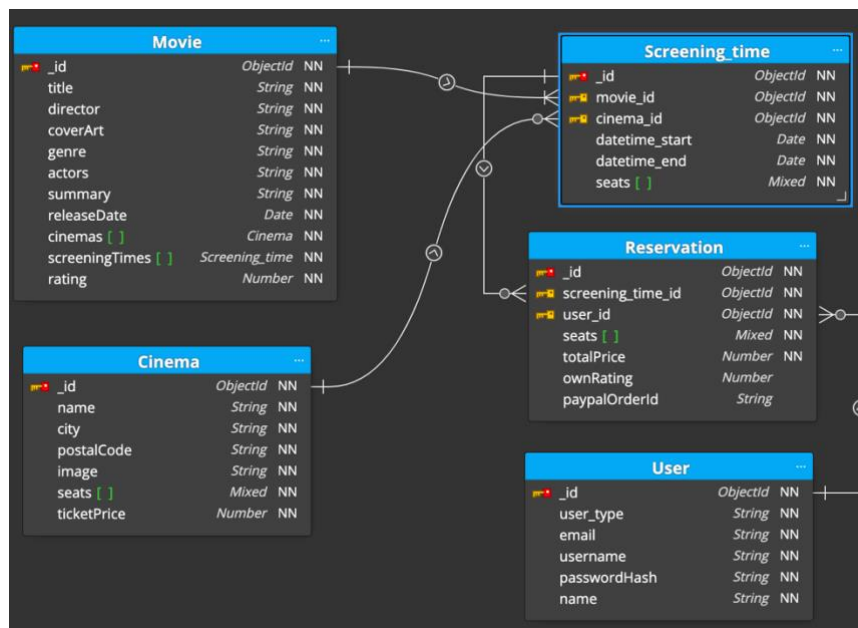 Movie ...
_id ObjectId NN
title String NN
director String NN
coverArt String NN
genre String NN
actors String NN
summary String NN
releaseDate Date NN
cinemas [ ] Cinema NN
screeningTimes [ ] Screening_time NN
rating Number NN
Cinema ...
_id ObjectId NN
name String NN
city String NN
postalCode String NN
image String NN
seats [ ] Mixed NN
ticketPrice Number NN
Screening_time ...
_id ObjectId NN
movie_id ObjectId NN
cinema_id ObjectId NN
datetime_start Date NN
datetime_end Date NN
seats [ ] Mixed NN
Reservation ...
_id ObjectId NN
screening_time_id ObjectId NN
user_id ObjectId NN
seats [ ] Mixed NN
totalPrice Number NN
ownRating Number
paypalOrderId String
User ...
_id ObjectId NN
user_type String NN
email String NN
username String NN
passwordHash String NN
name String NN